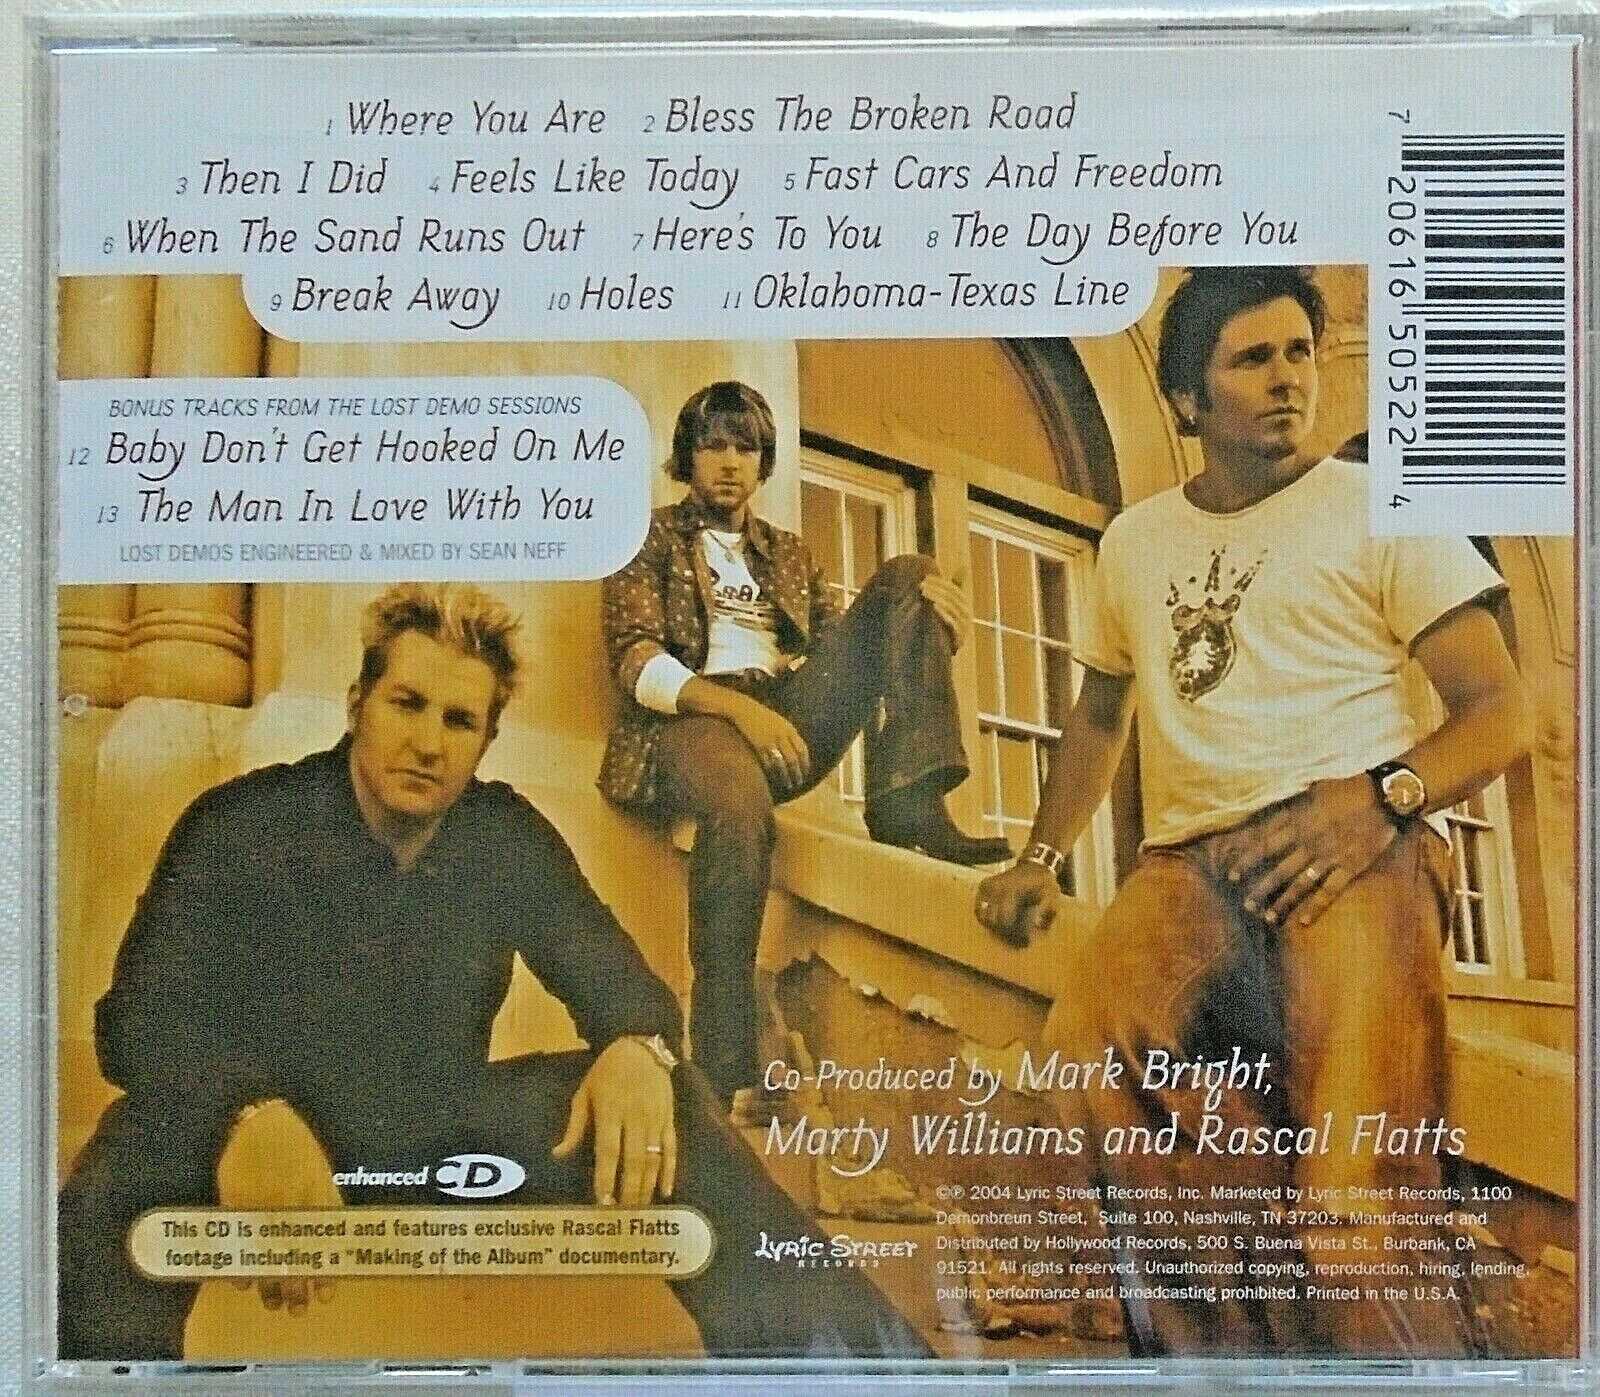 1 Where You Are 2 Bless The Broken Road
3 Then I Did 4 Feels Like Today 5 Fast Cars And Freedom
6 When The Sand Runs Out 7 Here's To You 8 The Day Before You
9 Break Away 10 Holes 11 Oklahoma-Texas Line
7 20616 50522 4
BONUS TRACKS FROM THE LOST DEMO SESSIONS
12 Baby Don't Get Hooked On Me
13 The Man In Love With You
LOST DEMOS ENGINEERED & MIXED BY SEAN NEFF
Co-Produced by Mark Bright,
Marty Williams and Rascal Flatts
enhanced CD
This CD is enhanced and features exclusive Rascal Flatts
footage including a "Making of the Album" documentary.
LYRIC STREET
RECORDS
©℗ 2004 Lyric Street Records, Inc. Marketed by Lyric Street Records, 1100
Demonbreun Street, Suite 100, Nashville, TN 37203. Manufactured and
Distributed by Hollywood Records, 500 S. Buena Vista St., Burbank, CA
91521. All rights reserved. Unauthorized copying, reproduction, hiring, lending,
public performance and broadcasting prohibited. Printed in the U.S.A.